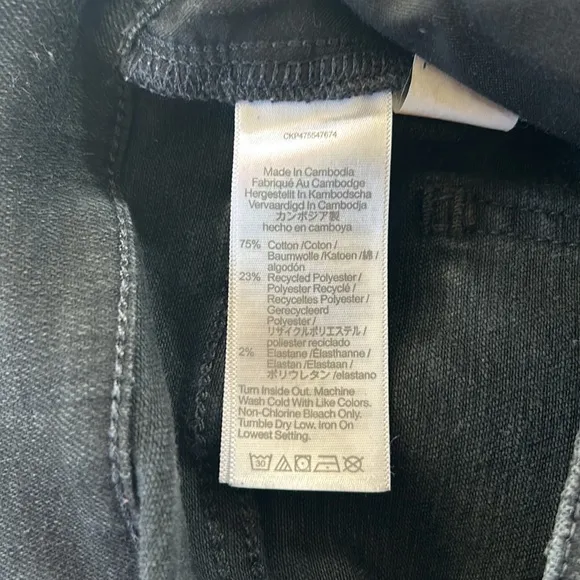 CKP475547674
Made In Cambodia
Fabriqué Au Cambodge
Hergestellt In Kambodscha
Vervaardigd In Cambodja
カンボジア製
hecho en camboya
75% Cotton /Coton /
Baumwolle /Katoen /綿 /
algodón
23% Recycled Polyester /
Polyester Recyclé /
Recyceltes Polyester /
Gerecycleerd
Polyester /
リサイクルポリエステル /
poliester reciclado
2% Elastane /Élasthanne /
Elastan /Elastaan /
ポリウレタン /elastano
Turn Inside Out. Machine
Wash Cold With Like Colors.
Non-Chlorine Bleach Only.
Tumble Dry Low. Iron On
Lowest Setting.
30